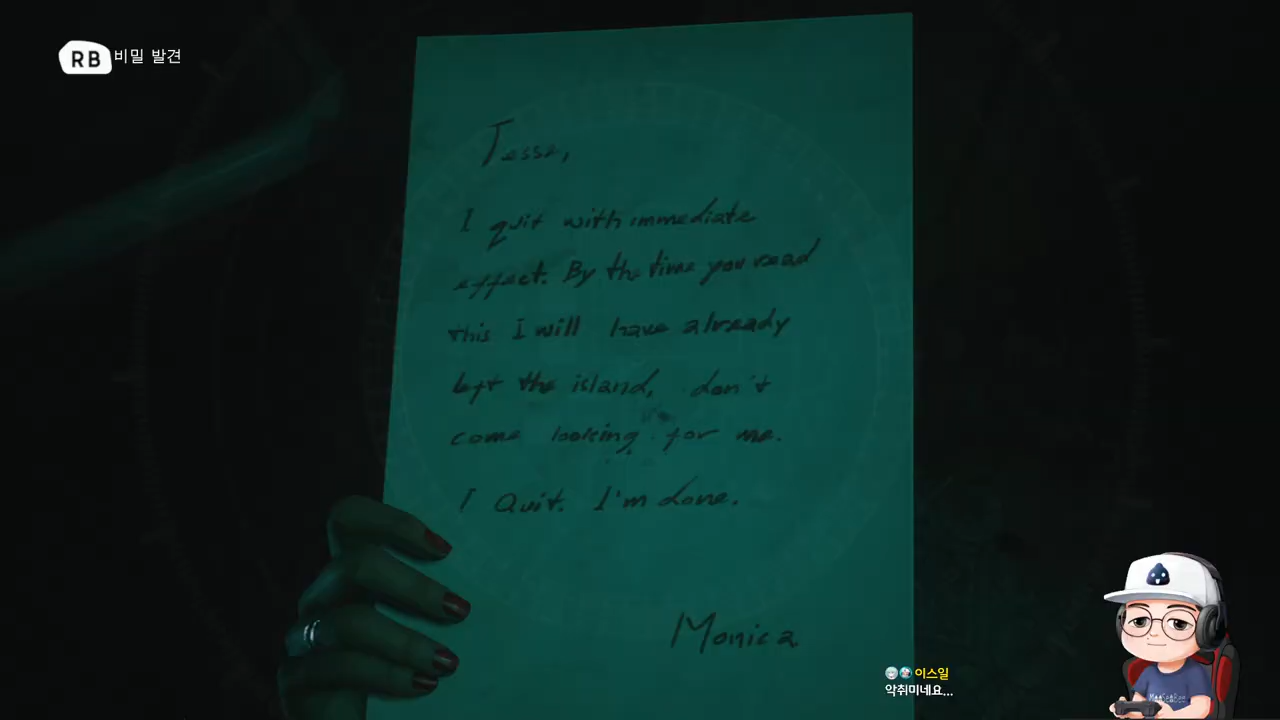 RB 비밀 발견
Tessa,
I quit with immediate
effect. By the time you read
this I will have already
left the island, don't
come looking for me.
I Quit. I'm done.
Monica
이스일
악취미네요...